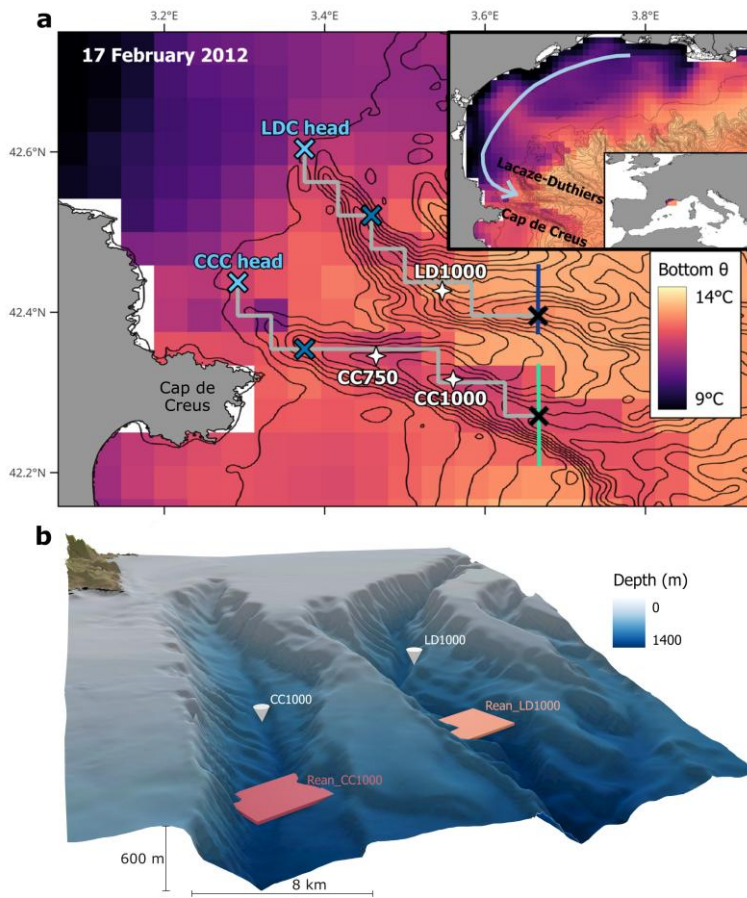 a
3.2°E
3.4°E
3.6°E
3.8°E
17 February 2012
LDC head
42.6°N
Lacaze-Duthiers
Cap de Creus
CCC head
LD1000
Bottom θ
14°C
9°C
42.4°N
CC750
CC1000
Cap de
Creus
42.2°N
b
Depth (m)
0
1400
LD1000
CC1000
Rean_LD1000
Rean_CC1000
600 m
8 km